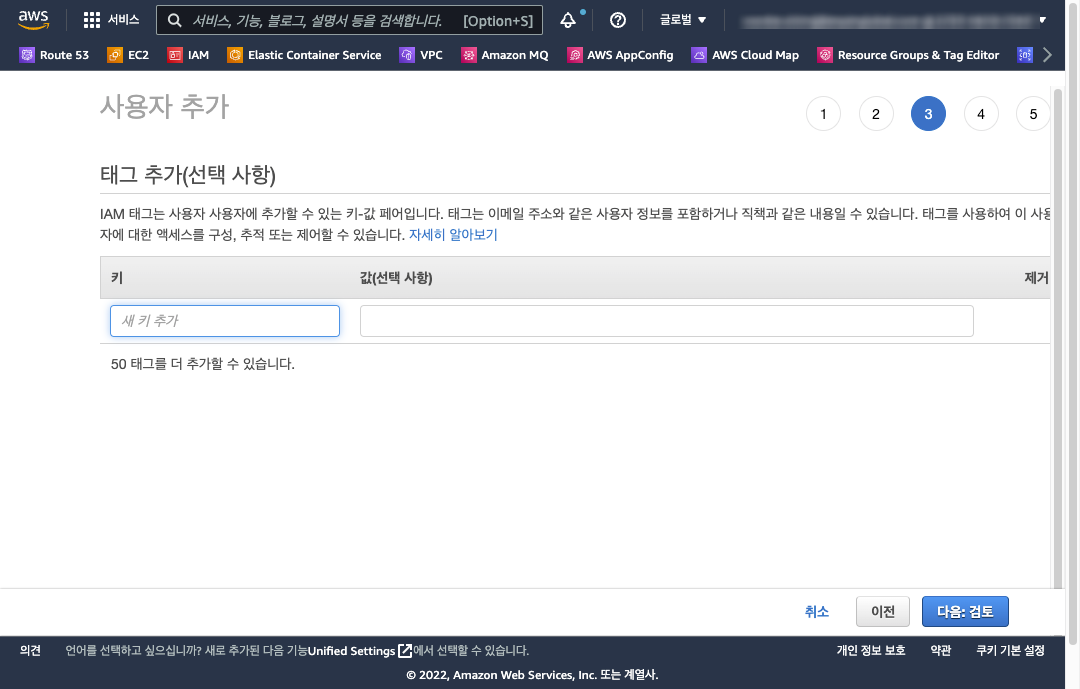 aws 서비스 서비스, 기능, 블로그, 설명서 등을 검색합니다. [Option+S] 글로벌
Route 53 EC2 IAM Elastic Container Service VPC Amazon MQ AWS AppConfig AWS Cloud Map Resource Groups & Tag Editor
사용자 추가
1 2 3 4 5
태그 추가(선택 사항)
IAM 태그는 사용자 사용자에 추가할 수 있는 키-값 페어입니다. 태그는 이메일 주소와 같은 사용자 정보를 포함하거나 직책과 같은 내용일 수 있습니다. 태그를 사용하여 이 사용
자에 대한 액세스를 구성, 추적 또는 제어할 수 있습니다. 자세히 알아보기
키 값(선택 사항) 제거
새 키 추가
50 태그를 더 추가할 수 있습니다.
취소 이전 다음: 검토
의견 언어를 선택하고 싶으십니까? 새로 추가된 다음 기능Unified Settings에서 선택할 수 있습니다. 개인 정보 보호 약관 쿠키 기본 설정
© 2022, Amazon Web Services, Inc. 또는 계열사.